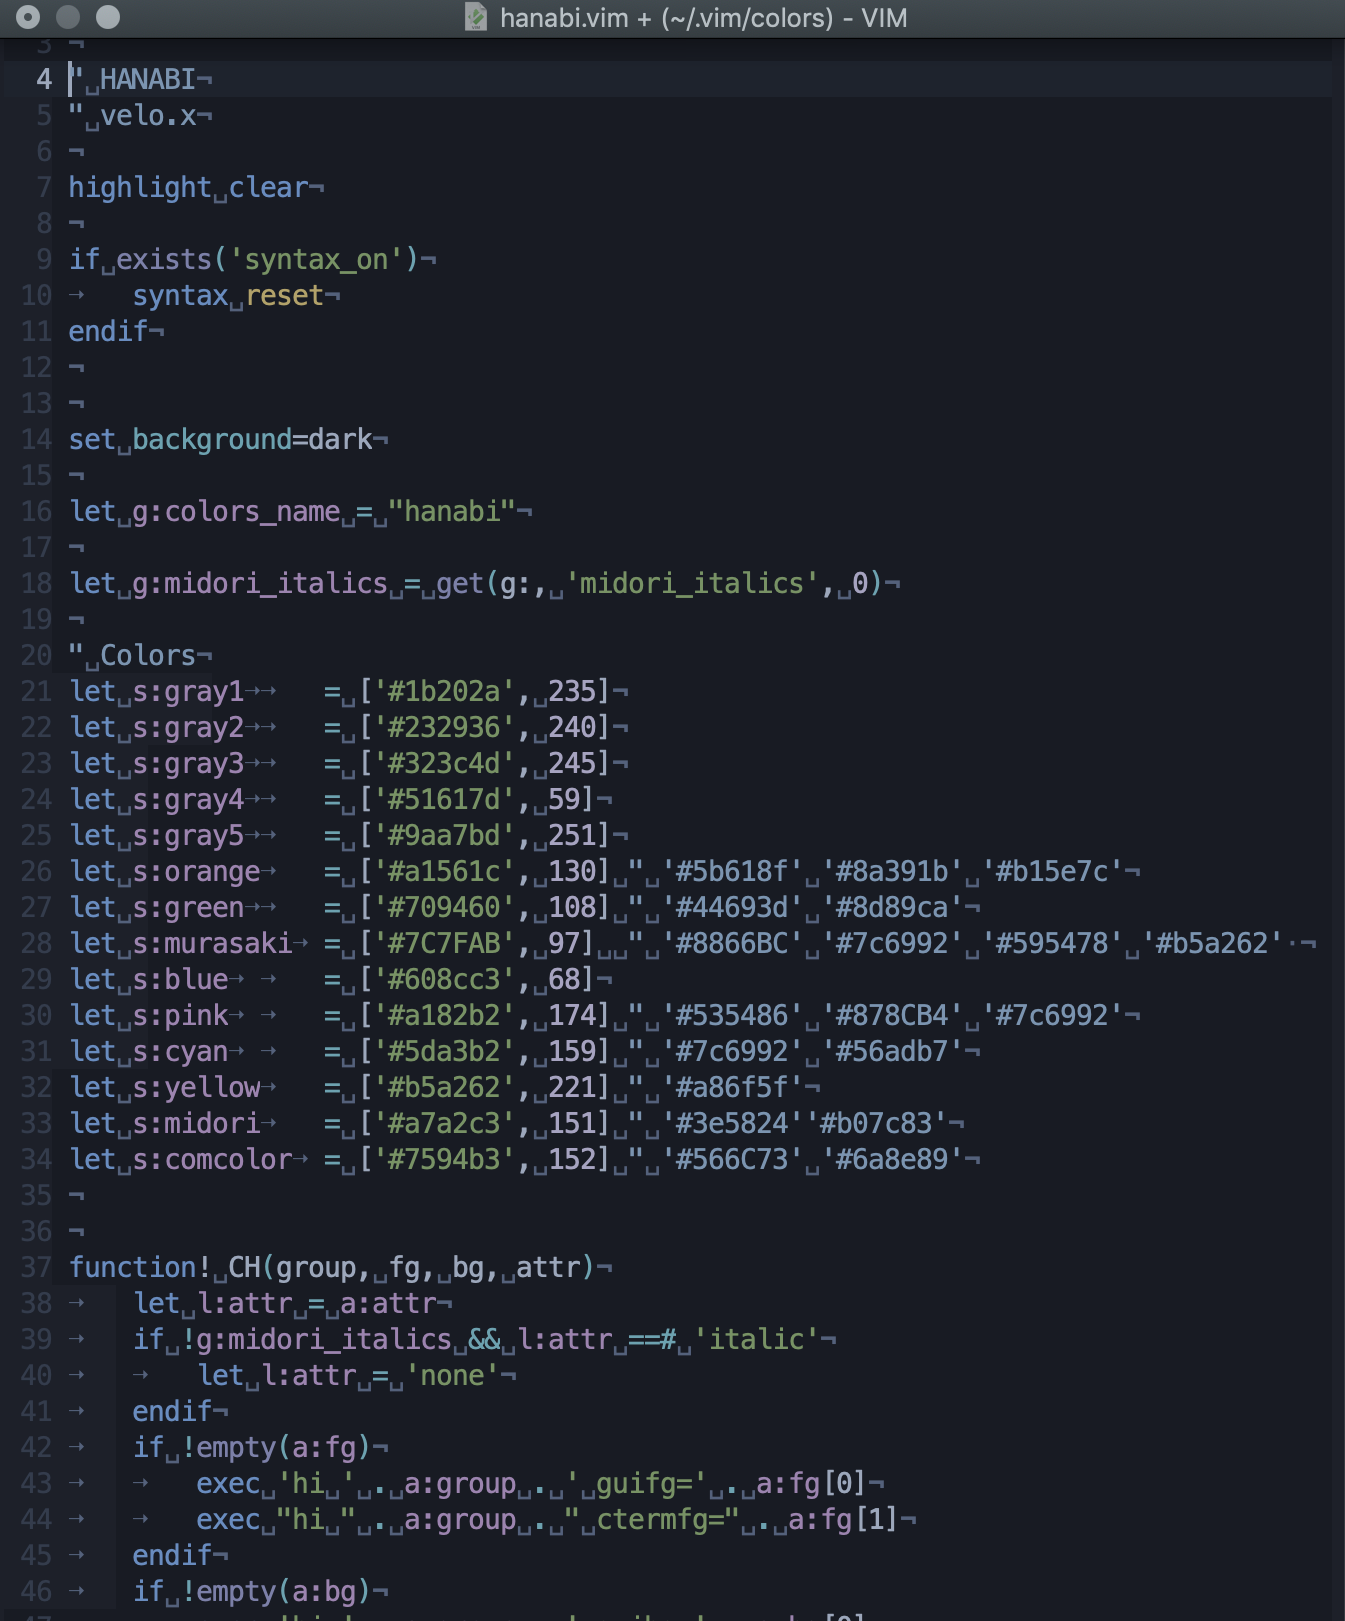 hanabi.vim + (~/.vim/colors) - VIM
3 ¬
4 "␣HANABI¬
5 "␣velo.x¬
6 ¬
7 highlight␣clear¬
8 ¬
9 if␣exists('syntax_on')¬
10 →   syntax␣reset¬
11 endif¬
12 ¬
13 ¬
14 set␣background=dark¬
15 ¬
16 let␣g:colors_name␣=␣"hanabi"¬
17 ¬
18 let␣g:midori_italics␣=␣get(g:,␣'midori_italics',␣0)¬
19 ¬
20 "␣Colors¬
21 let␣s:gray1→→   =␣['#1b202a',␣235]¬
22 let␣s:gray2→→   =␣['#232936',␣240]¬
23 let␣s:gray3→→   =␣['#323c4d',␣245]¬
24 let␣s:gray4→→   =␣['#51617d',␣59]¬
25 let␣s:gray5→→   =␣['#9aa7bd',␣251]¬
26 let␣s:orange→   =␣['#a1561c',␣130]␣"␣'#5b618f'␣'#8a391b'␣'#b15e7c'¬
27 let␣s:green→→   =␣['#709460',␣108]␣"␣'#44693d'␣'#8d89ca'¬
28 let␣s:murasaki→ =␣['#7C7FAB',␣97]␣␣"␣'#8866BC'␣'#7c6992'␣'#595478'␣'#b5a262'·¬
29 let␣s:blue→ →   =␣['#608cc3',␣68]¬
30 let␣s:pink→ →   =␣['#a182b2',␣174]␣"␣'#535486'␣'#878CB4'␣'#7c6992'¬
31 let␣s:cyan→ →   =␣['#5da3b2',␣159]␣"␣'#7c6992'␣'#56adb7'¬
32 let␣s:yellow→   =␣['#b5a262',␣221]␣"␣'#a86f5f'¬
33 let␣s:midori→   =␣['#a7a2c3',␣151]␣"␣'#3e5824''#b07c83'¬
34 let␣s:comcolor→ =␣['#7594b3',␣152]␣"␣'#566C73'␣'#6a8e89'¬
35 ¬
36 ¬
37 function!␣CH(group,␣fg,␣bg,␣attr)¬
38 →   let␣l:attr␣=␣a:attr¬
39 →   if␣!g:midori_italics␣&&␣l:attr␣==#␣'italic'¬
40 →   →   let␣l:attr␣=␣'none'¬
41 →   endif¬
42 →   if␣!empty(a:fg)¬
43 →   →   exec␣'hi␣'␣.␣a:group␣.␣'␣guifg='␣.␣a:fg[0]¬
44 →   →   exec␣"hi␣"␣.␣a:group␣.␣"␣ctermfg="␣.␣a:fg[1]¬
45 →   endif¬
46 →   if␣!empty(a:bg)¬